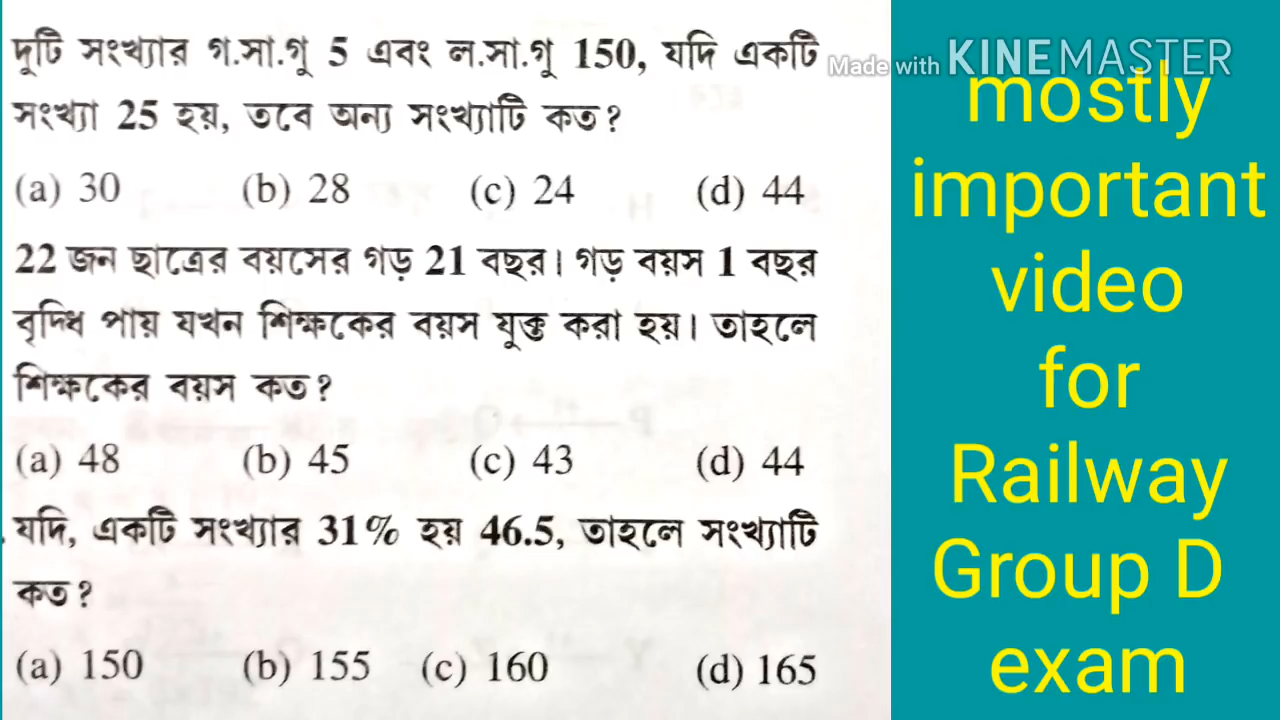 দুটি সংখ্যার গ.সা.গু 5 এবং ল.সা.গু 150, যদি একটি
সংখ্যা 25 হয়, তবে অন্য সংখ্যাটি কত?
(a) 30 (b) 28 (c) 24 (d) 44
22 জন ছাত্রের বয়সের গড় 21 বছর। গড় বয়স 1 বছর
বৃদ্ধি পায় যখন শিক্ষকের বয়স যুক্ত করা হয়। তাহলে
শিক্ষকের বয়স কত?
(a) 48 (b) 45 (c) 43 (d) 44
যদি, একটি সংখ্যার 31% হয় 46.5, তাহলে সংখ্যাটি
কত?
(a) 150 (b) 155 (c) 160 (d) 165
Made with KINEMASTER
mostly
important
video
for
Railway
Group D
exam